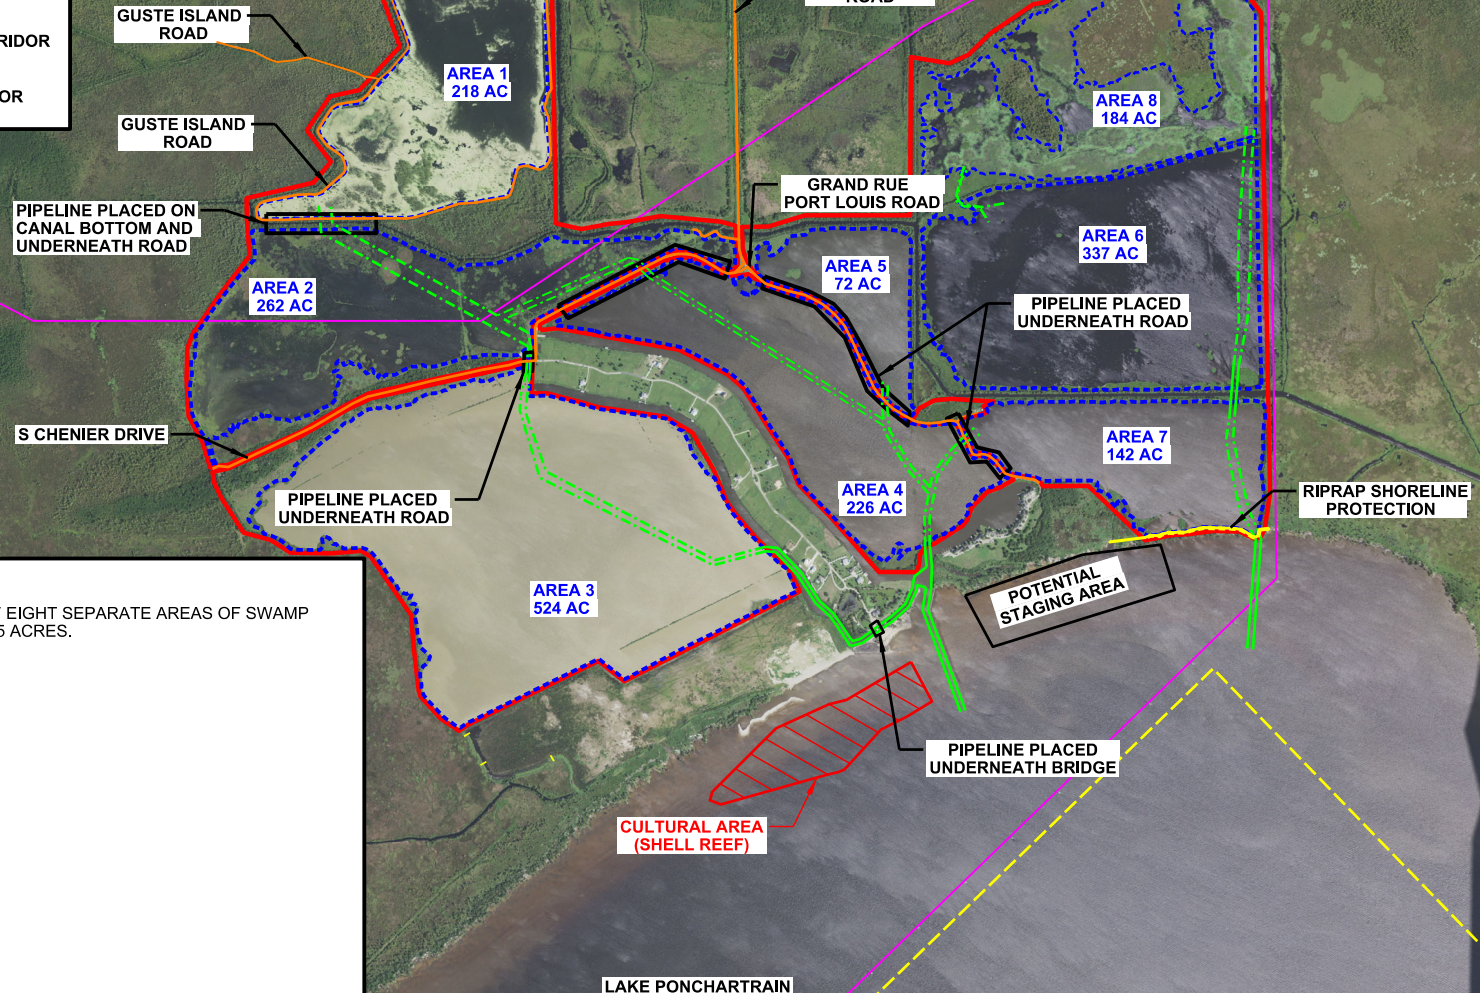 ROAD
GUSTE ISLAND
ROAD
RIDOR
OR
AREA 1
218 AC
AREA 8
184 AC
GUSTE ISLAND
ROAD
GRAND RUE
PORT LOUIS ROAD
PIPELINE PLACED ON
CANAL BOTTOM AND
UNDERNEATH ROAD
AREA 6
337 AC
AREA 5
72 AC
AREA 2
262 AC
PIPELINE PLACED
UNDERNEATH ROAD
S CHENIER DRIVE
AREA 7
142 AC
AREA 4
226 AC
PIPELINE PLACED
UNDERNEATH ROAD
RIPRAP SHORELINE
PROTECTION
POTENTIAL
STAGING AREA
AREA 3
524 AC
EIGHT SEPARATE AREAS OF SWAMP
5 ACRES.
PIPELINE PLACED
UNDERNEATH BRIDGE
CULTURAL AREA
(SHELL REEF)
LAKE PONCHARTRAIN